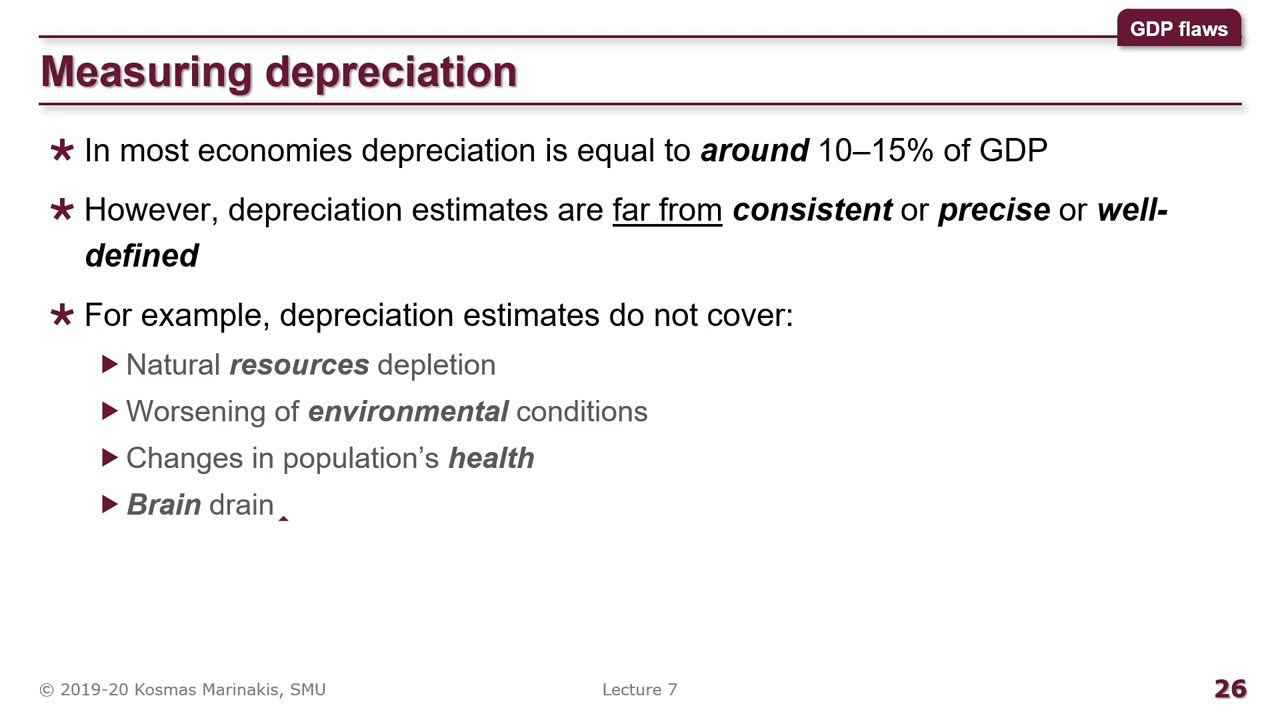 GDP flaws
Measuring depreciation
In most economies depreciation is equal to around 10–15% of GDP
However, depreciation estimates are far from consistent or precise or well-
defined
For example, depreciation estimates do not cover:
Natural resources depletion
Worsening of environmental conditions
Changes in population’s health
Brain drain
© 2019-20 Kosmas Marinakis, SMU
Lecture 7
26